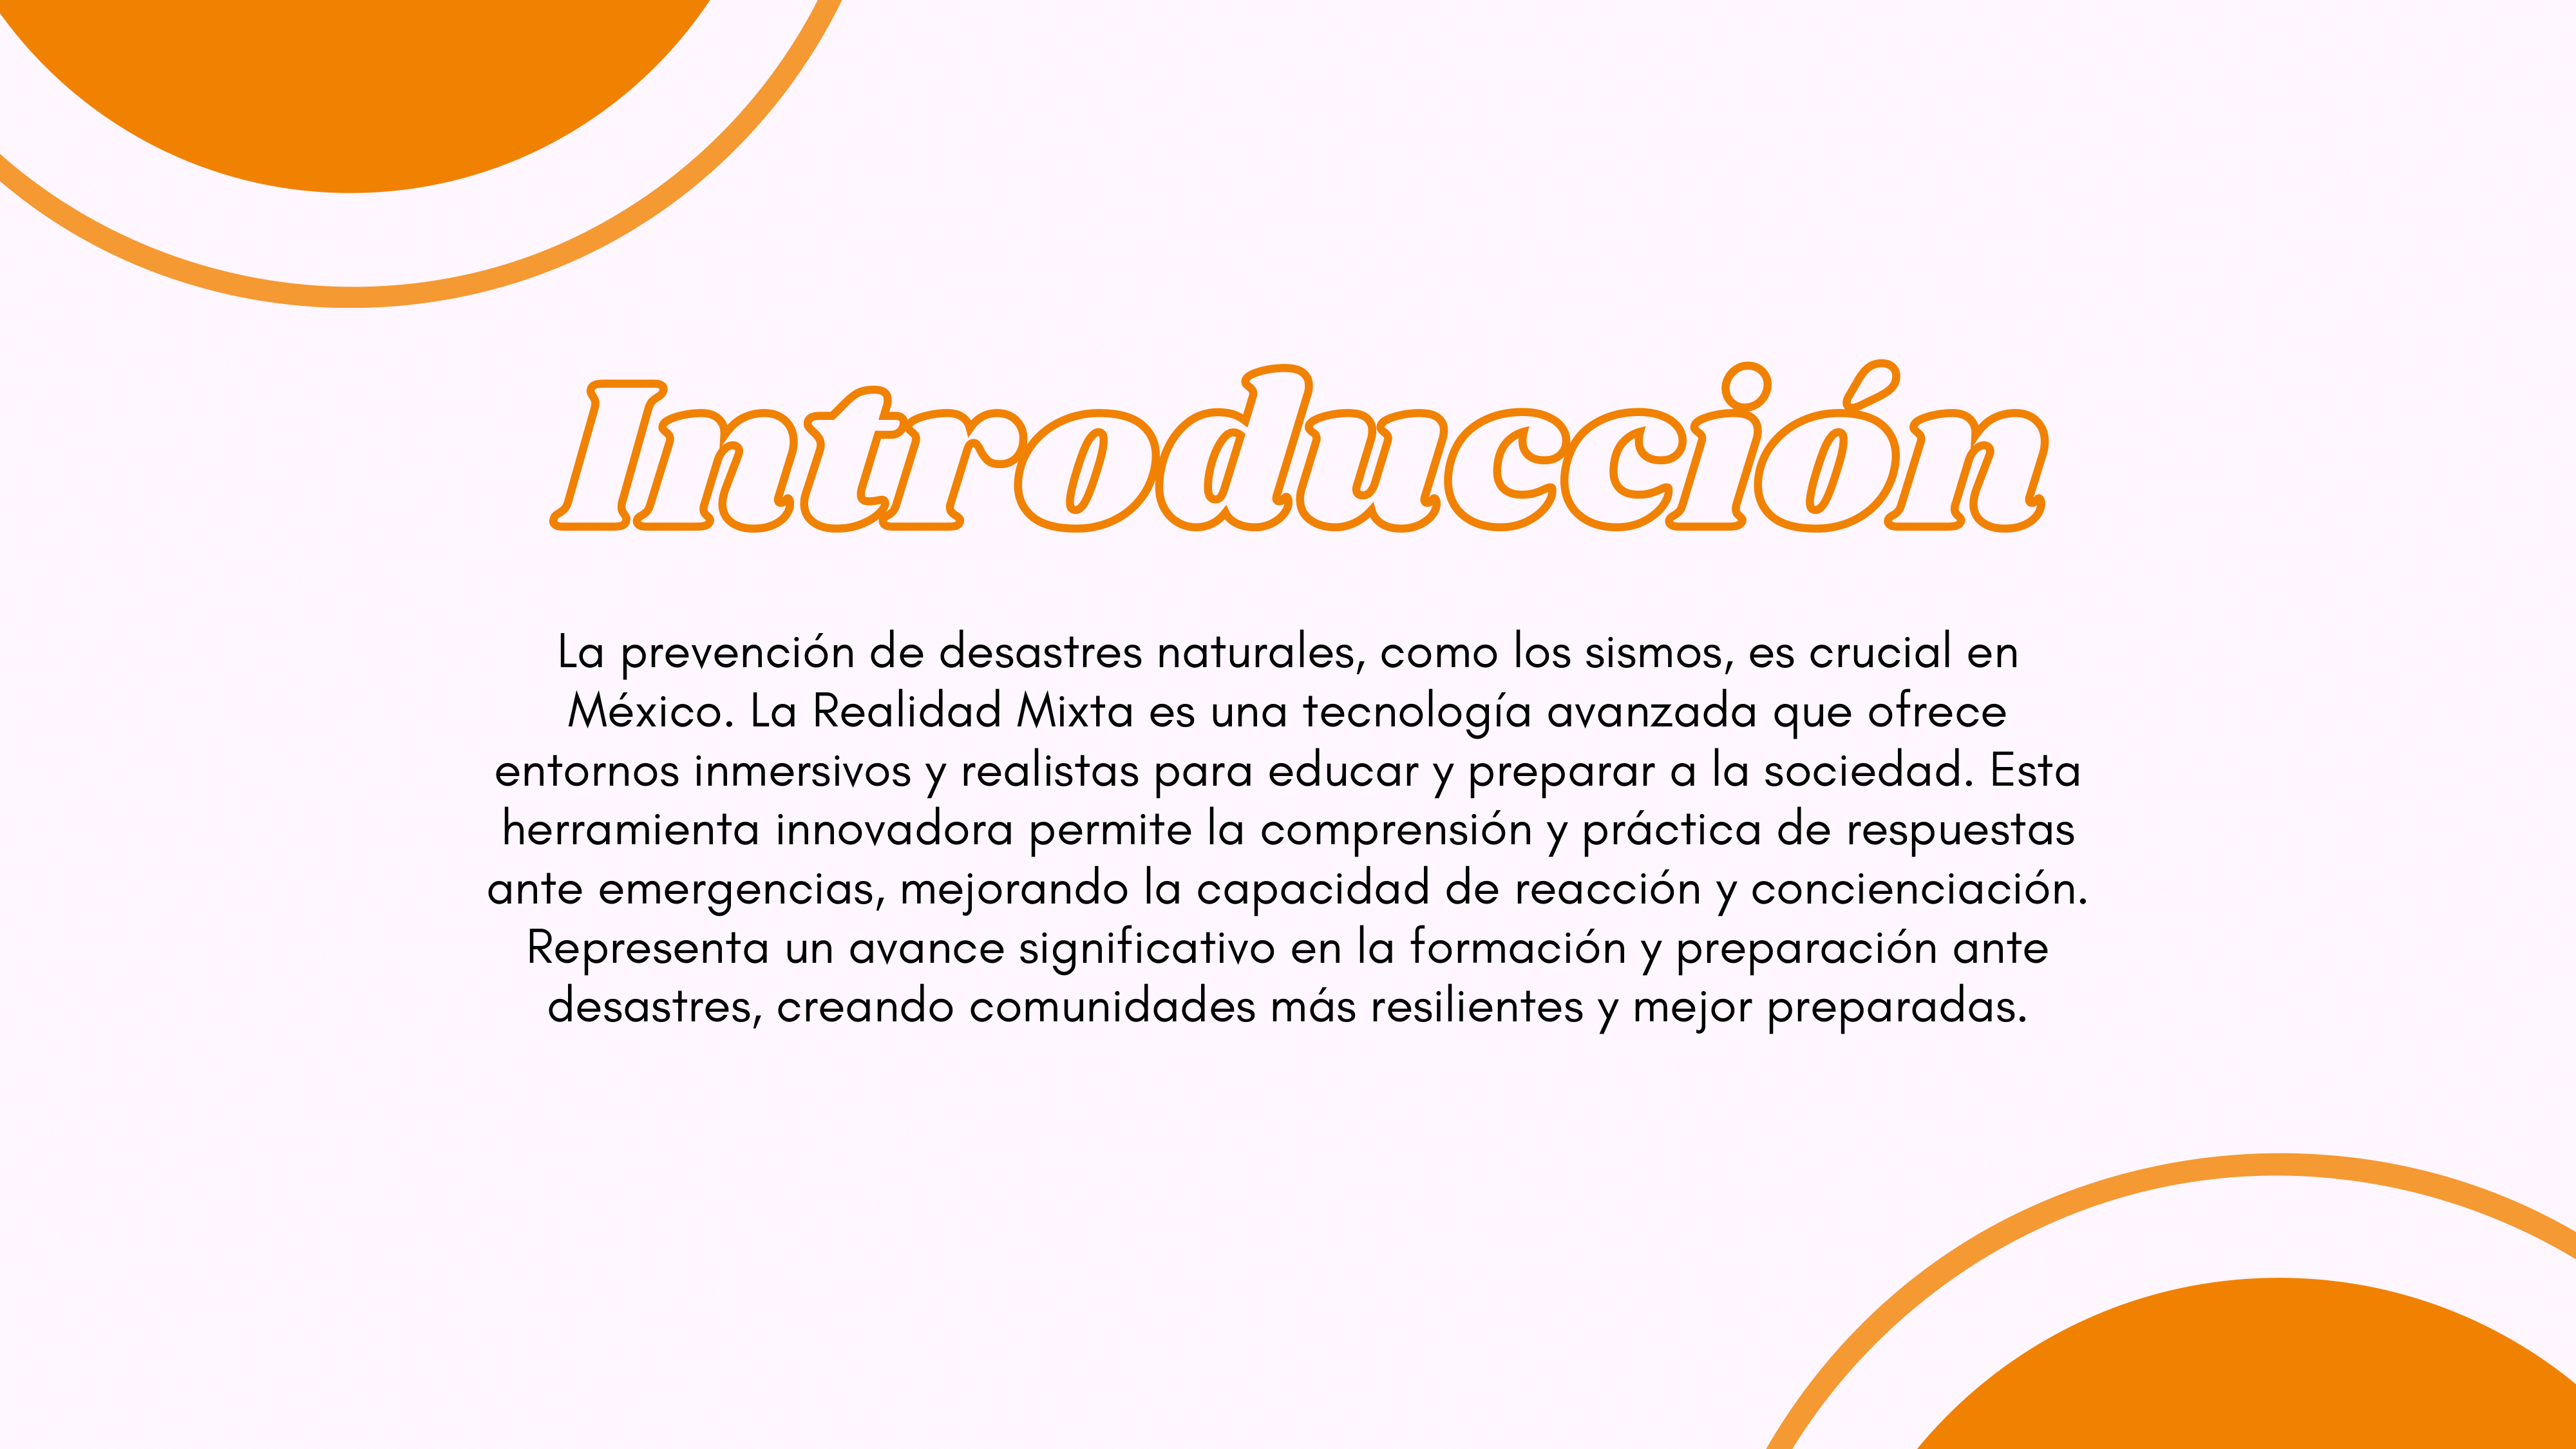 Introducción
La prevención de desastres naturales, como los sismos, es crucial en
México. La Realidad Mixta es una tecnología avanzada que ofrece
entornos inmersivos y realistas para educar y preparar a la sociedad. Esta
herramienta innovadora permite la comprensión y práctica de respuestas
ante emergencias, mejorando la capacidad de reacción y concienciación.
Representa un avance significativo en la formación y preparación ante
desastres, creando comunidades más resilientes y mejor preparadas.